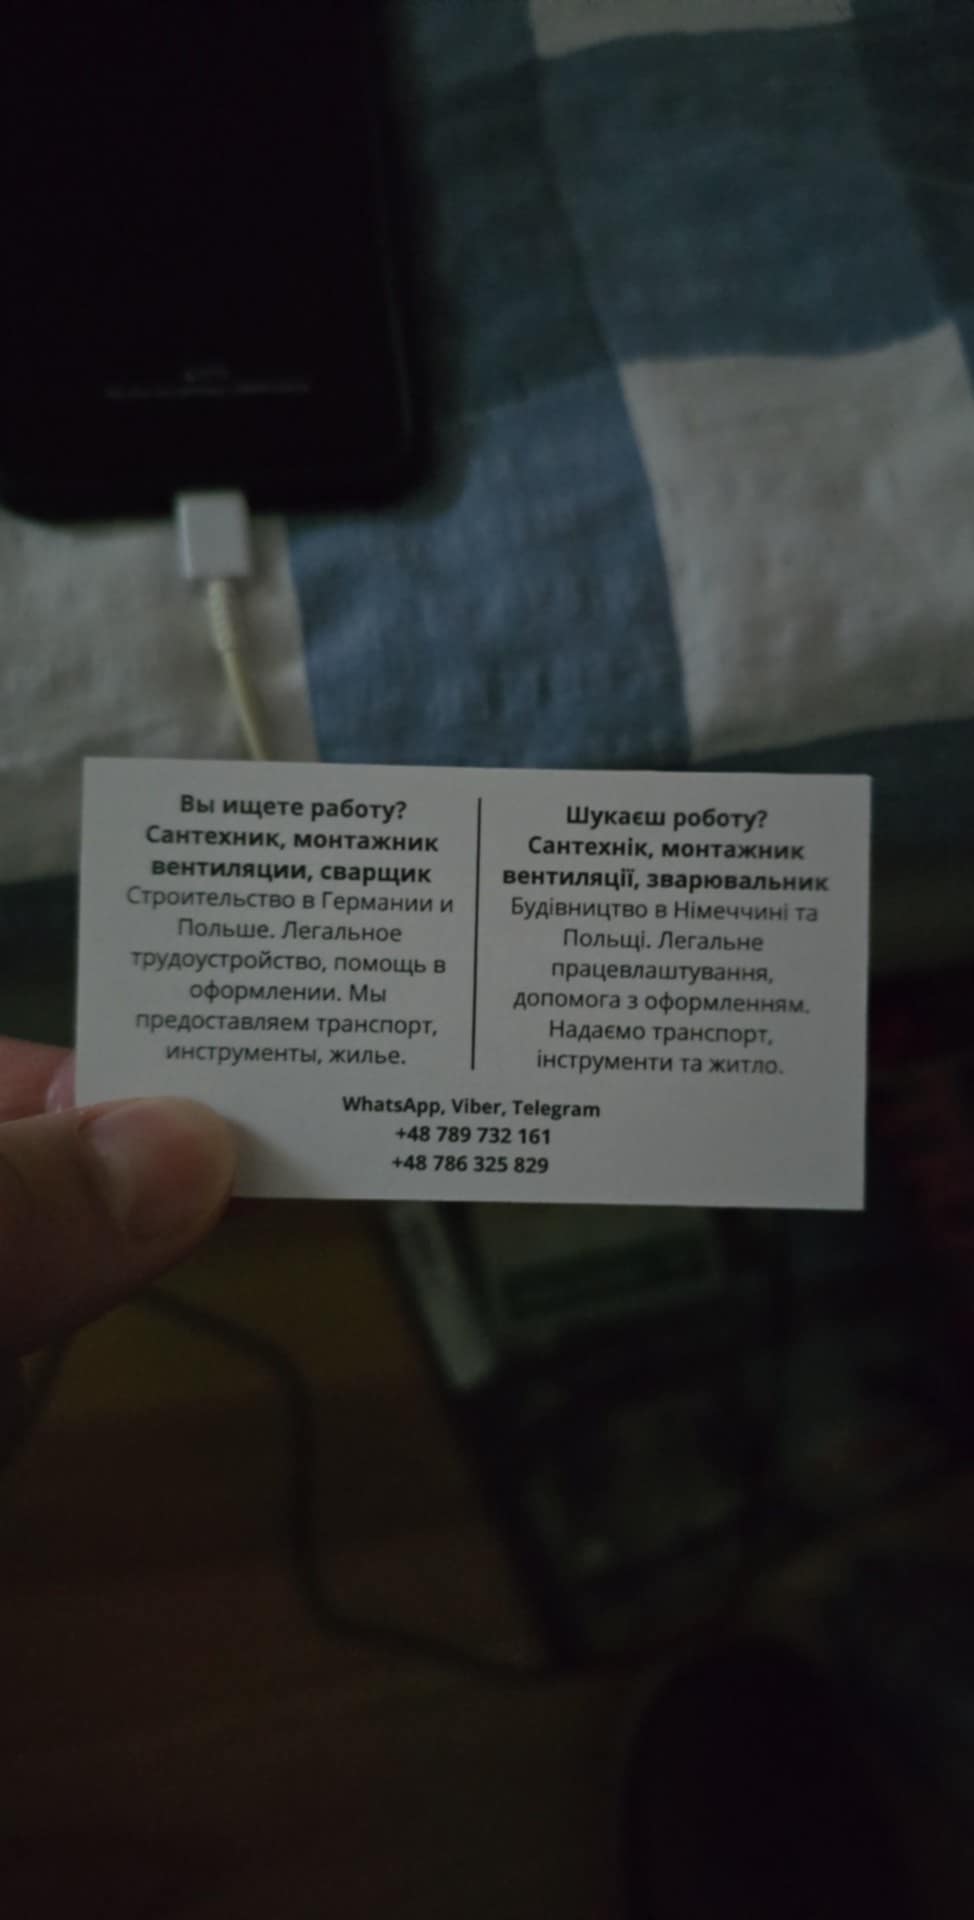 Вы ищете работу?
Сантехник, монтажник
вентиляции, сварщик
Строительство в Германии и
Польше. Легальное
трудоустройство, помощь в
оформлении. Мы
предоставляем транспорт,
инструменты, жилье.
Шукаєш роботу?
Сантехнік, монтажник
вентиляції, зварювальник
Будівництво в Німеччині та
Польщі. Легальне
працевлаштування,
допомога з оформленням.
Надаємо транспорт,
інструменти та житло.
WhatsApp, Viber, Telegram
+48 789 732 161
+48 786 325 829